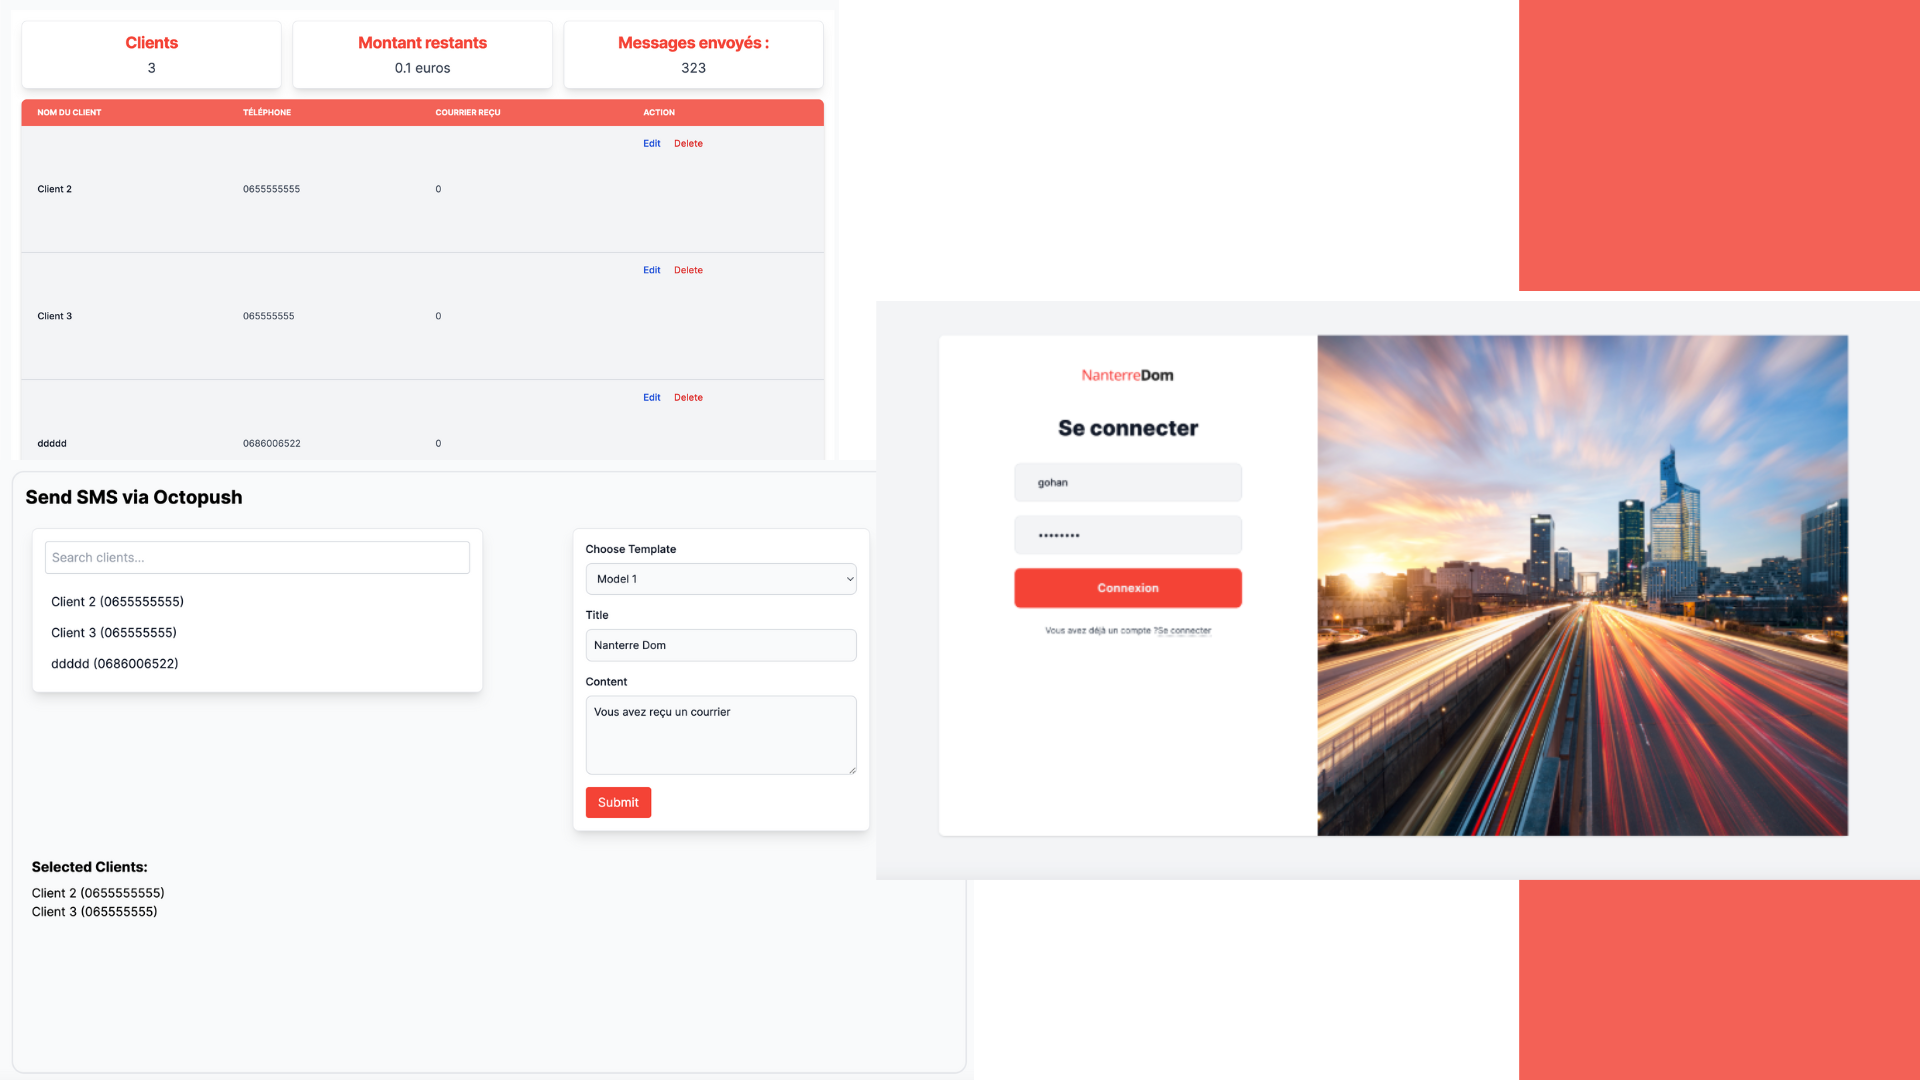 Clients
3
Montant restants
0.1 euros
Messages envoyés :
323
NOM DU CLIENT TÉLÉPHONE COURRIER REÇU ACTION
Edit Delete
Client 2 0655555555 0
Edit Delete
Client 3 065555555 0
Edit Delete
ddddd 0686006522 0
Send SMS via Octopush
Search clients...
Client 2 (0655555555)
Client 3 (065555555)
ddddd (0686006522)
Choose Template
Model 1
Title
Nanterre Dom
Content
Vous avez reçu un courrier
Submit
Selected Clients:
Client 2 (0655555555)
Client 3 (065555555)
NanterreDom
Se connecter
gohan
••••••••
Connexion
Vous avez déjà un compte ?Se connecter